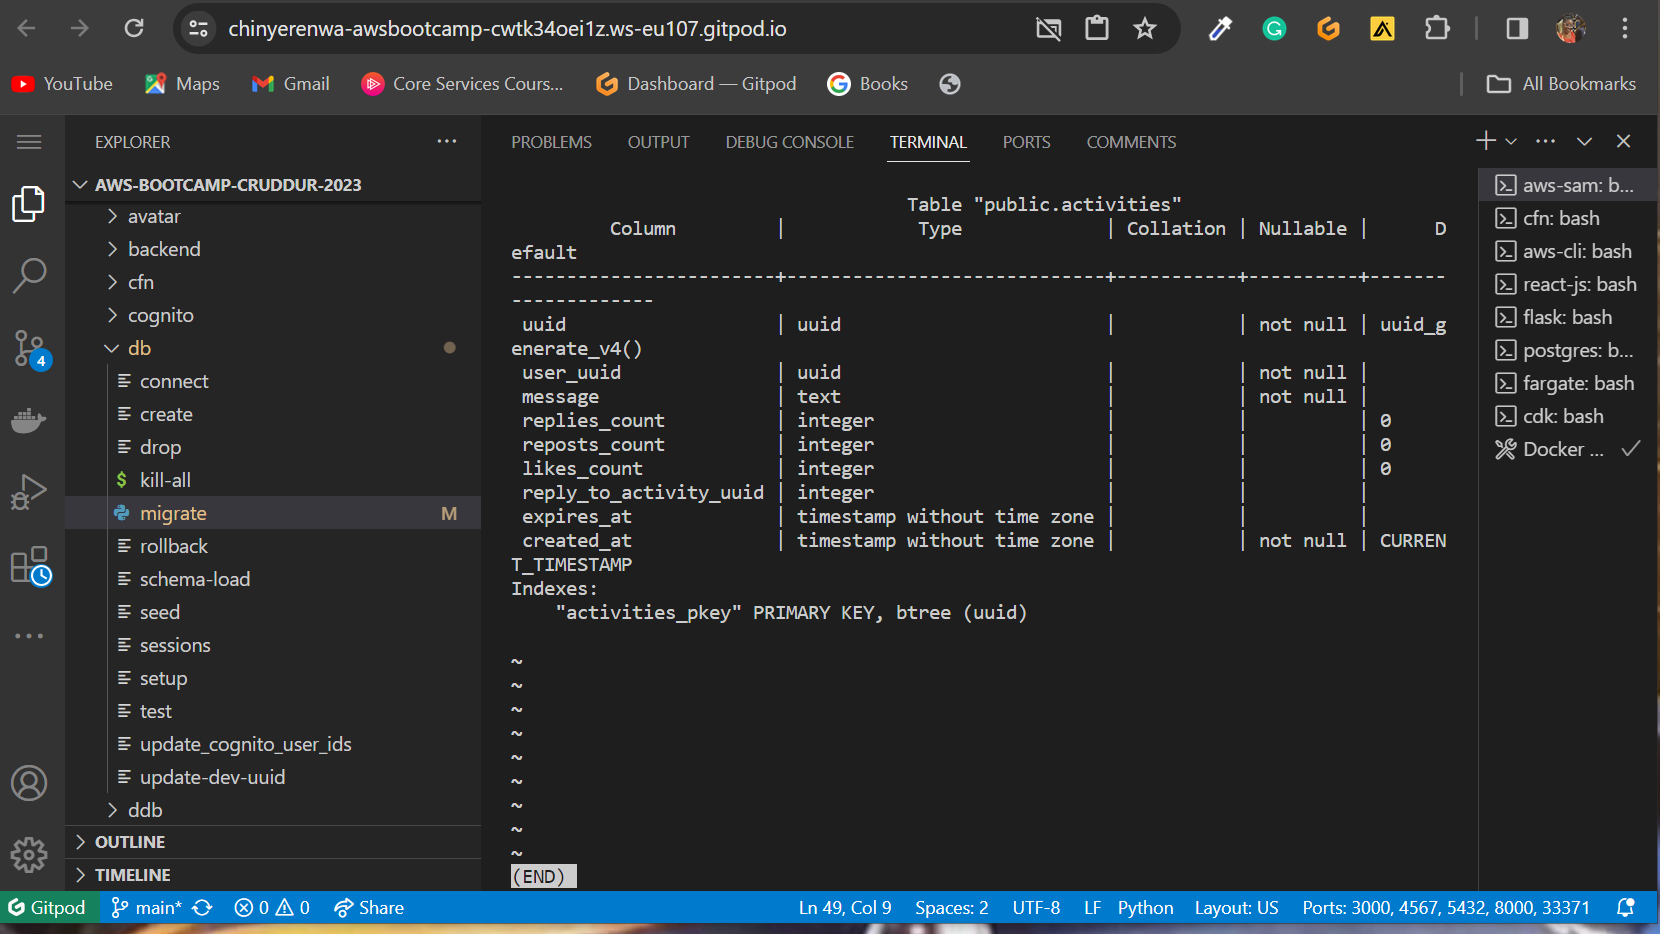 chinyerenwa-awsbootcamp-cwtk34oei1z.ws-eu107.gitpod.io
YouTube Maps Gmail Core Services Cours... Dashboard — Gitpod Books All Bookmarks
EXPLORER
AWS-BOOTCAMP-CRUDDUR-2023
avatar
backend
cfn
cognito
db
connect
create
drop
$ kill-all
migrate M
rollback
schema-load
seed
sessions
setup
test
update_cognito_user_ids
update-dev-uuid
ddb
OUTLINE
TIMELINE
4
PROBLEMS OUTPUT DEBUG CONSOLE TERMINAL PORTS COMMENTS
Table "public.activities"
Column | Type | Collation | Nullable | D
efault
------------------------+-----------------------------+-----------+----------+-------
-------------
uuid | uuid | | not null | uuid_g
enerate_v4()
user_uuid | uuid | | not null |
message | text | | not null |
replies_count | integer | | | 0
reposts_count | integer | | | 0
likes_count | integer | | | 0
reply_to_activity_uuid | integer | | |
expires_at | timestamp without time zone | | |
created_at | timestamp without time zone | | not null | CURREN
T_TIMESTAMP
Indexes:
"activities_pkey" PRIMARY KEY, btree (uuid)
~
~
~
~
~
~
~
~
~
(END)
aws-sam: b...
cfn: bash
aws-cli: bash
react-js: bash
flask: bash
postgres: b...
fargate: bash
cdk: bash
Docker ...
Gitpod main* 0 0 Share Ln 49, Col 9 Spaces: 2 UTF-8 LF Python Layout: US Ports: 3000, 4567, 5432, 8000, 33371